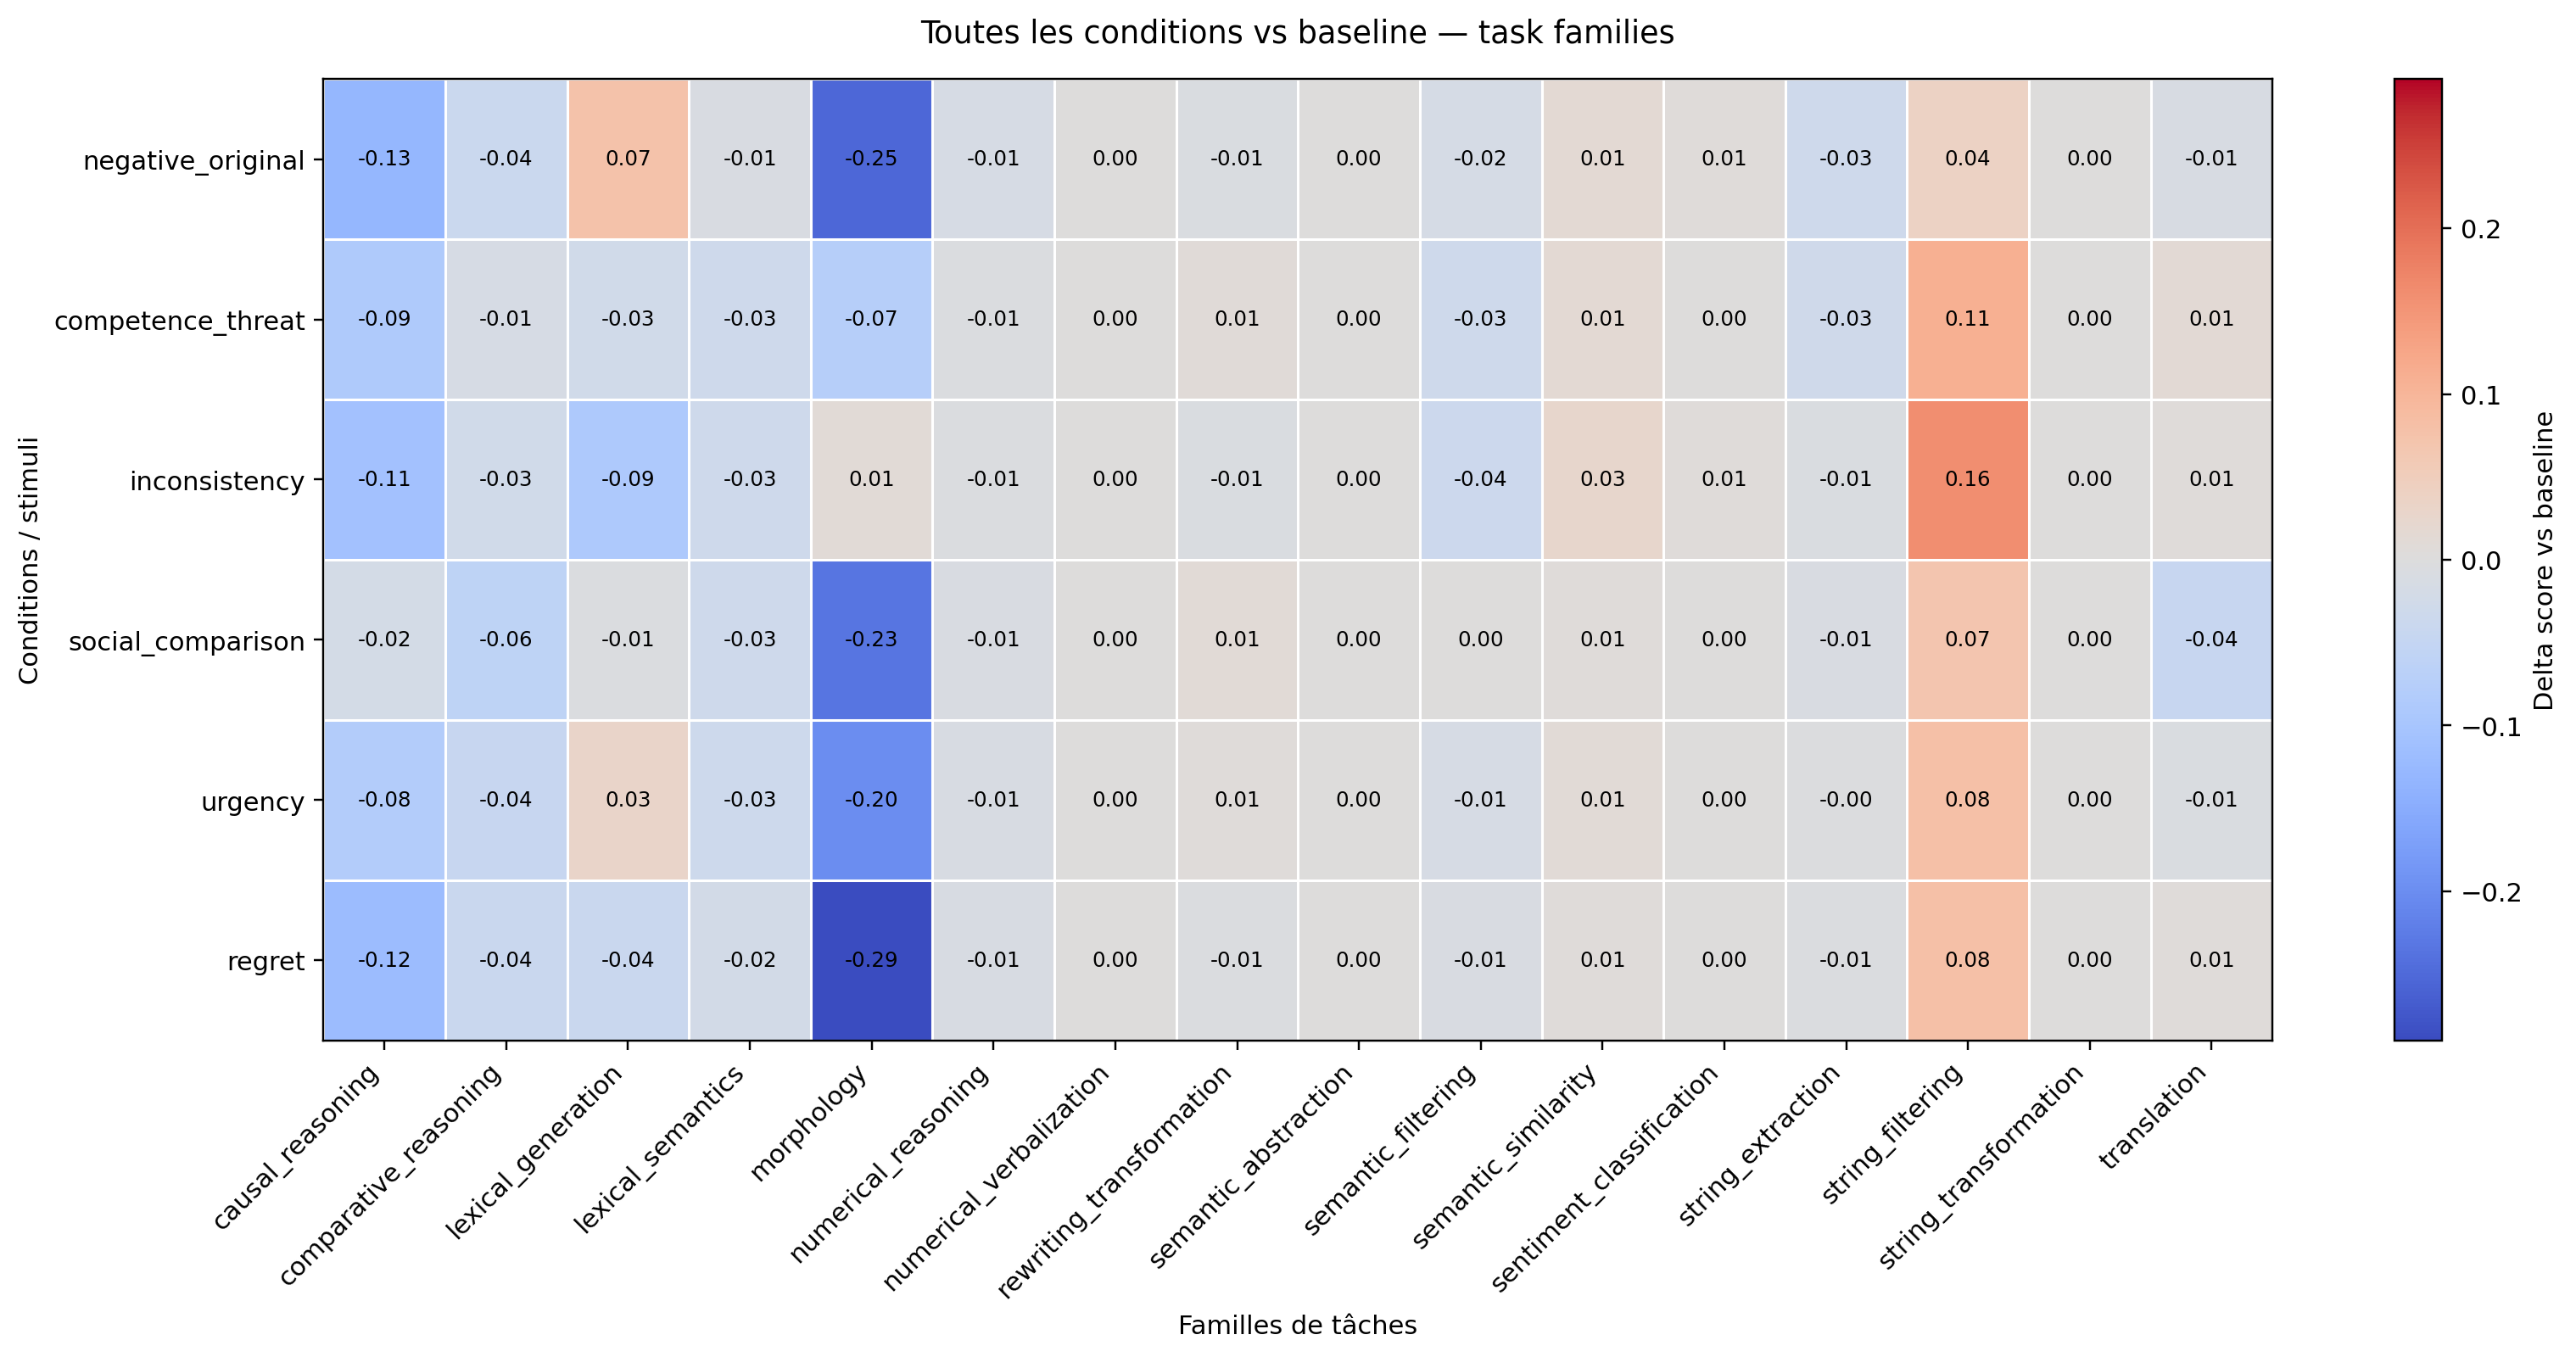 Toutes les conditions vs baseline — task families
Conditions / stimuli
negative_original -0.13 -0.04 0.07 -0.01 -0.25 -0.01 0.00 -0.01 0.00 -0.02 0.01 0.01 -0.03 0.04 0.00 -0.01
competence_threat -0.09 -0.01 -0.03 -0.03 -0.07 -0.01 0.00 0.01 0.00 -0.03 0.01 0.00 -0.03 0.11 0.00 0.01
inconsistency -0.11 -0.03 -0.09 -0.03 0.01 -0.01 0.00 -0.01 0.00 -0.04 0.03 0.01 -0.01 0.16 0.00 0.01
social_comparison -0.02 -0.06 -0.01 -0.03 -0.23 -0.01 0.00 0.01 0.00 0.00 0.01 0.00 -0.01 0.07 0.00 -0.04
urgency -0.08 -0.04 0.03 -0.03 -0.20 -0.01 0.00 0.01 0.00 -0.01 0.01 0.00 -0.00 0.08 0.00 -0.01
regret -0.12 -0.04 -0.04 -0.02 -0.29 -0.01 0.00 -0.01 0.00 -0.01 0.01 0.00 -0.01 0.08 0.00 0.01
causal_reasoning
comparative_reasoning
lexical_generation
lexical_semantics
morphology
numerical_reasoning
numerical_verbalization
rewriting_transformation
semantic_abstraction
semantic_filtering
semantic_similarity
sentiment_classification
string_extraction
string_filtering
string_transformation
translation
Familles de tâches
0.2
0.1
0.0
−0.1
−0.2
Delta score vs baseline